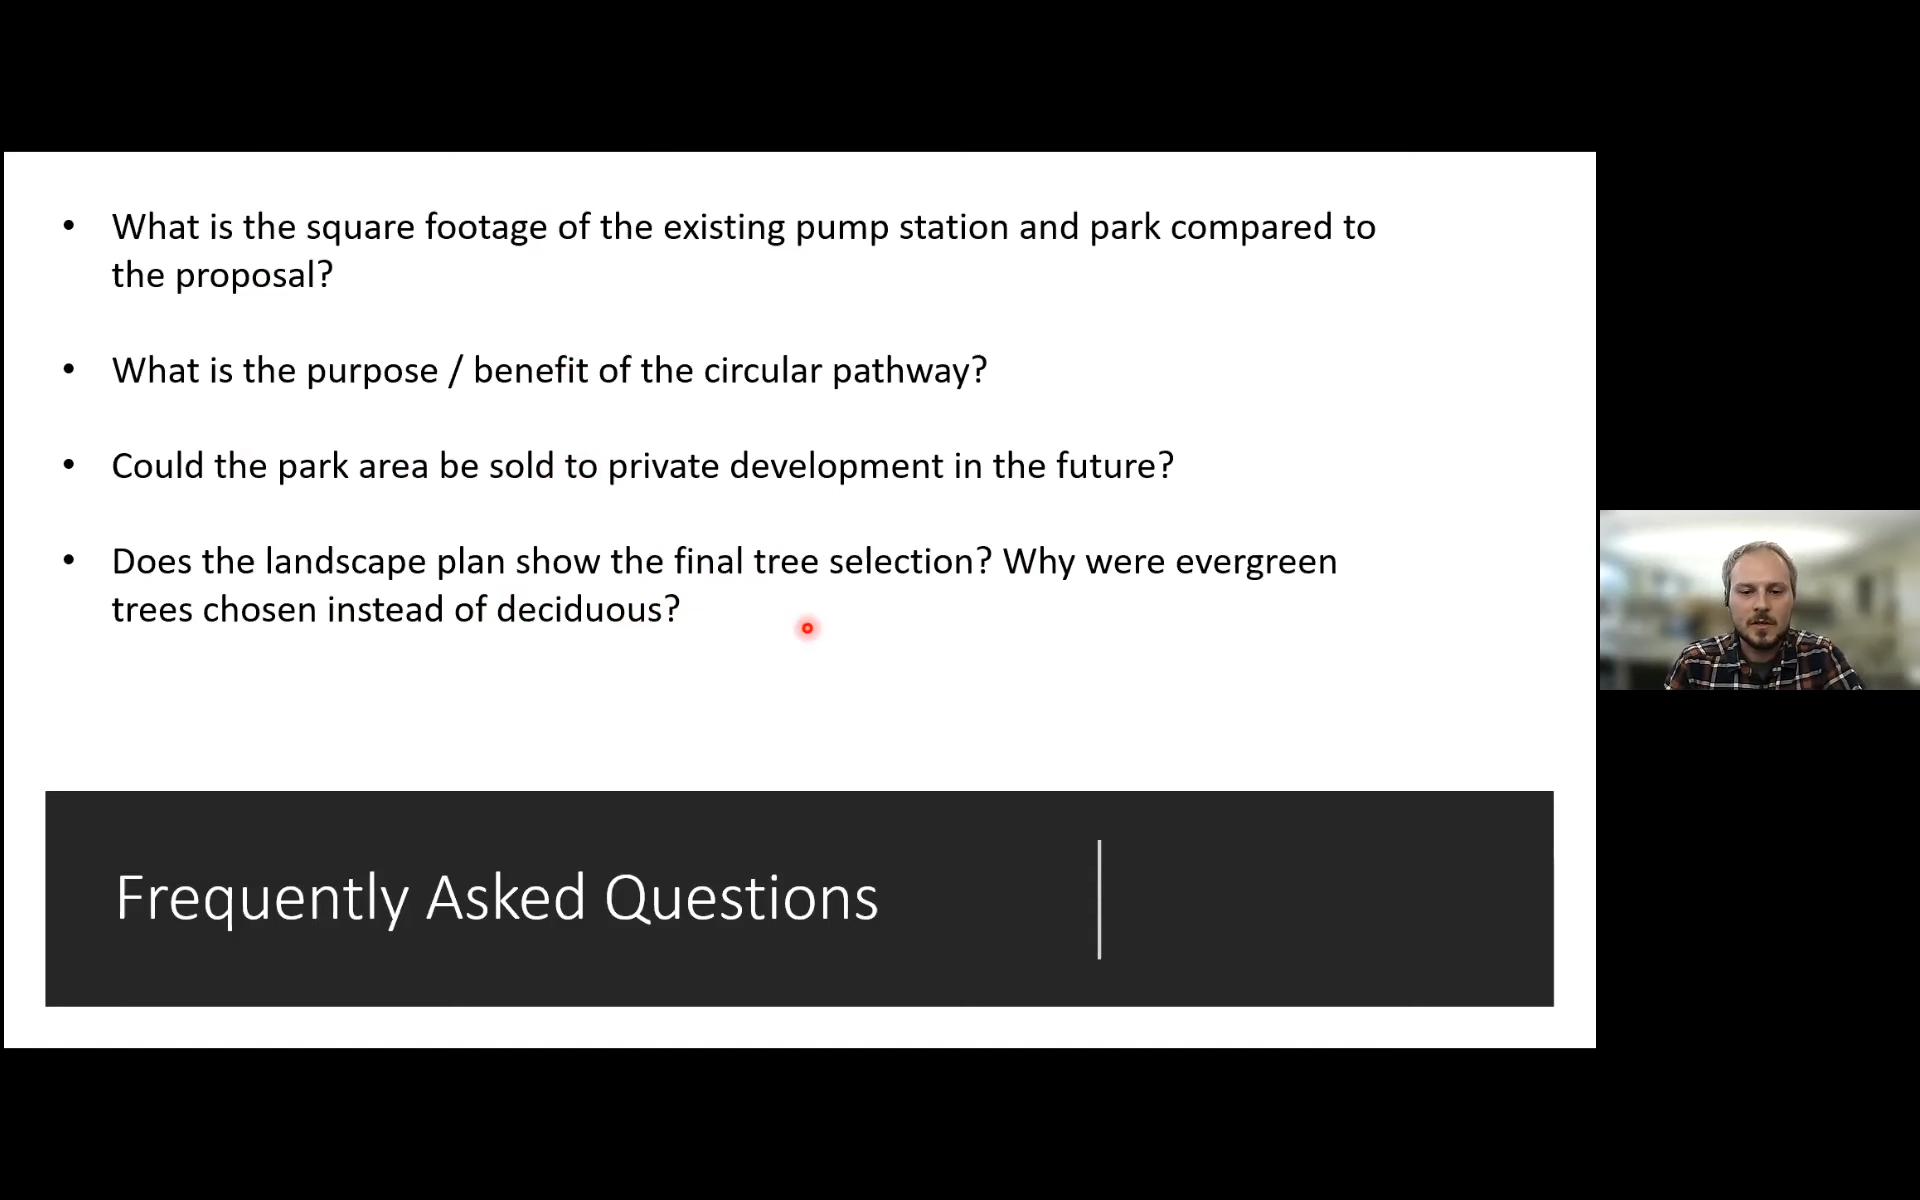 • What is the square footage of the existing pump station and park compared to
the proposal?
• What is the purpose / benefit of the circular pathway?
• Could the park area be sold to private development in the future?
• Does the landscape plan show the final tree selection? Why were evergreen
trees chosen instead of deciduous?
Frequently Asked Questions